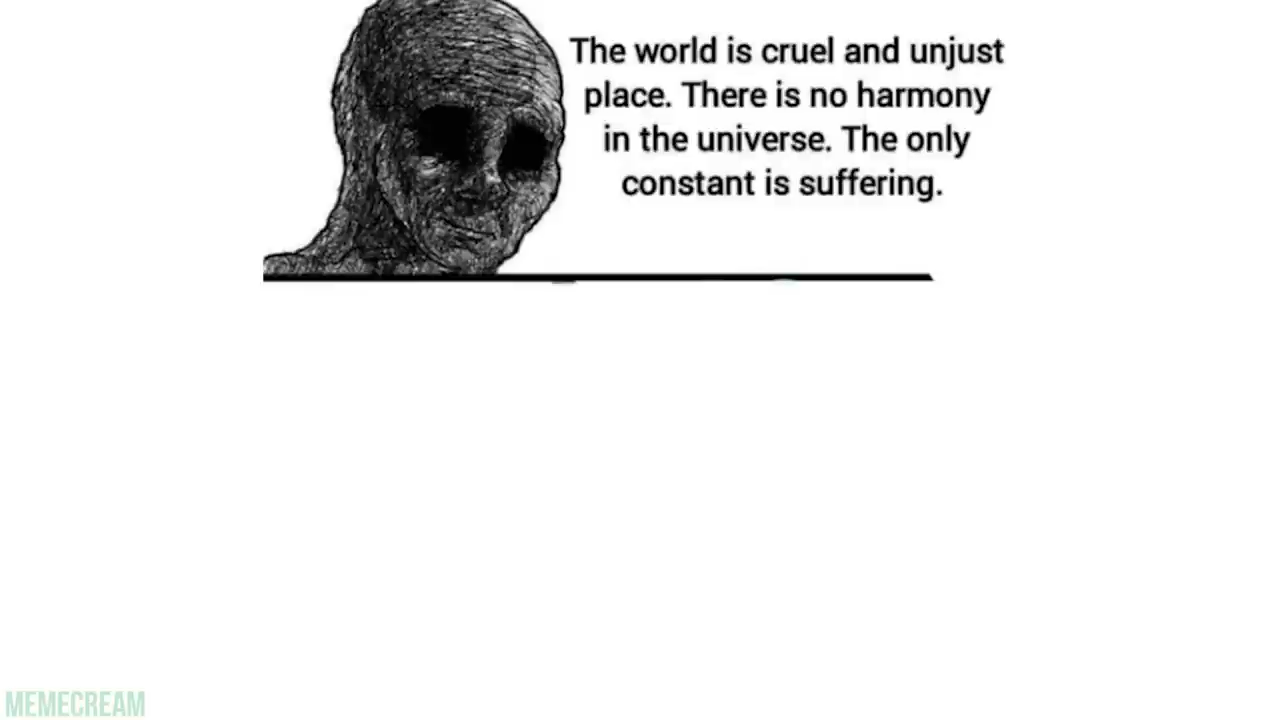 The world is cruel and unjust
place. There is no harmony
in the universe. The only
constant is suffering.
MEMECREAM